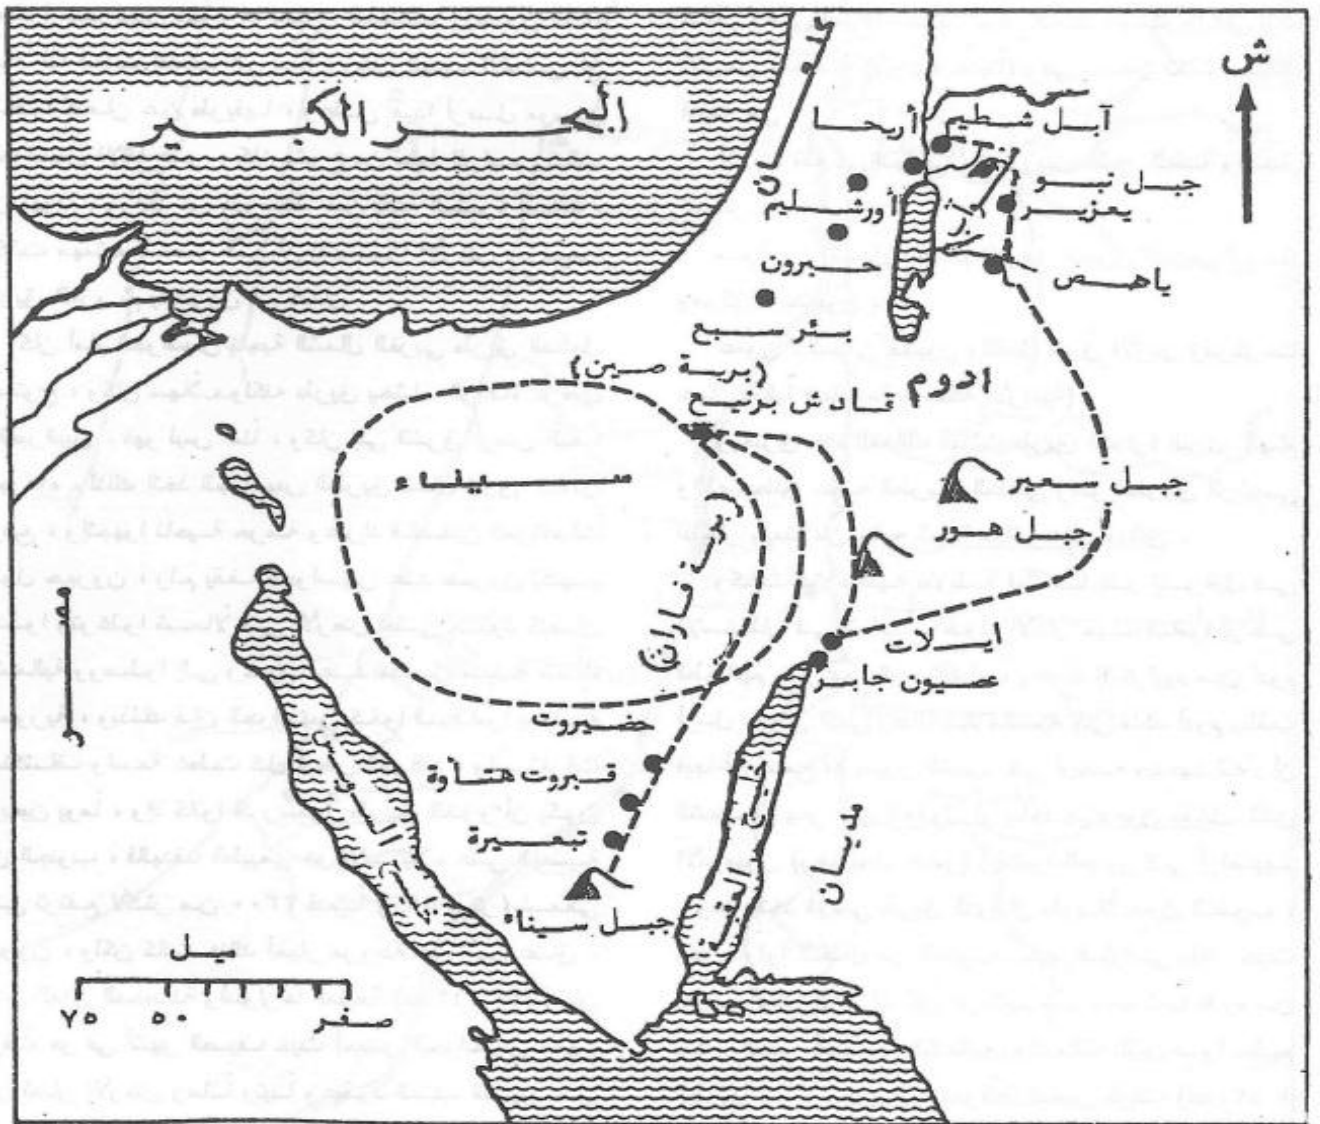 ش
البحر الكبير
كنعان
آبل شطيم
أريحا
جبل نبو
يعزير
أورشليم
حبرون
ياهص
بئر سبع
(برية صين)
ادوم
قادش برنيع
سيناء
جبل سعير
جبل هور
برية فاران
ايلات
عصيون جابر
مصر
حضيروت
قبروت هتأوة
تبعيرة
مديان
جبل سيناء
ميل
صفر
٥٠
٧٥